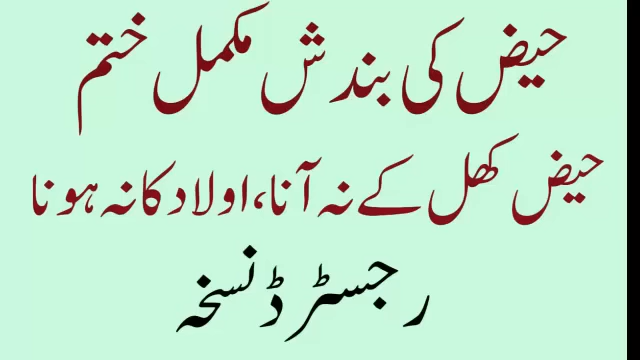 حیض کی بندش مکمل ختم
حیض کھل کے نہ آنا، اولاد کا نہ ہونا
رجسٹرڈ نسخہ